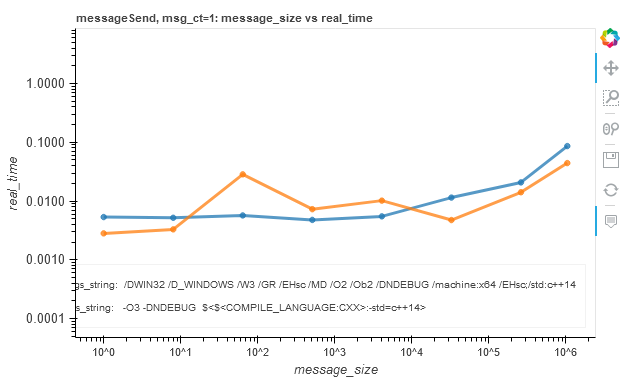 messageSend, msg_ct=1: message_size vs real_time
1.0000
0.1000
0.0100
0.0010
0.0001
real_time
gs_string: /DWIN32 /D_WINDOWS /W3 /GR /EHsc /MD /O2 /Ob2 /DNDEBUG /machine:x64 /EHsc;/std:c++14
s_string: -O3 -DNDEBUG $<$<COMPILE_LANGUAGE:CXX>:-std=c++14>
10^0 10^1 10^2 10^3 10^4 10^5 10^6
message_size